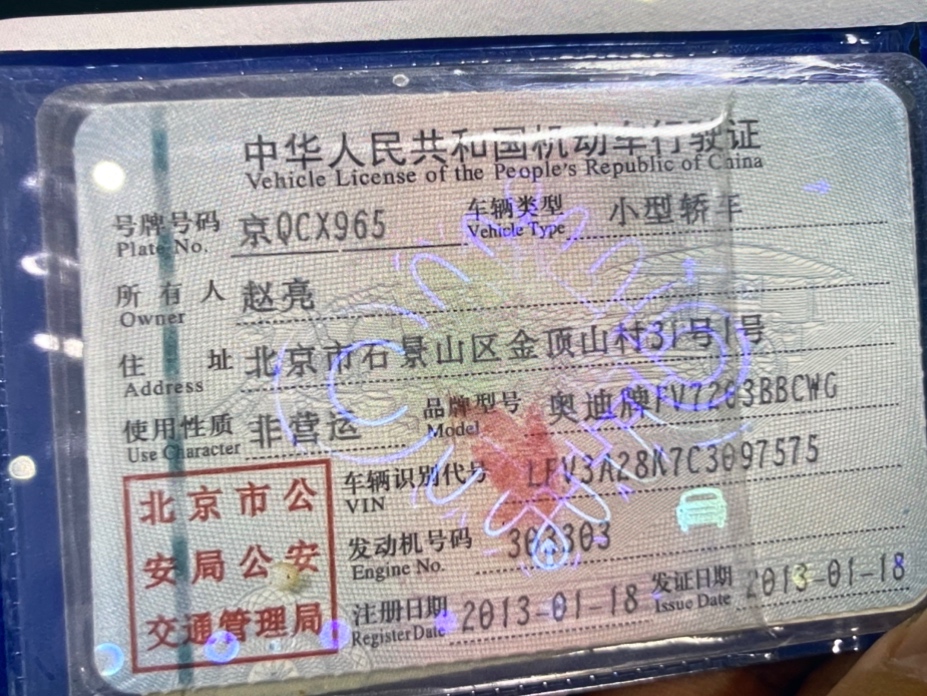 中华人民共和国机动车行驶证
Vehicle License of the People's Republic of China
号牌号码 京QCX965 车辆类型 小型轿车
Plate No. Vehicle Type
所有人 赵亮
Owner
住址 北京市石景山区金顶山村31号1号
Address
使用性质 非营运 品牌型号 奥迪牌FV7203BBCWG
Use Character Model
北京市公
安局公安
交通管理局
车辆识别代号 LFV3A28K7C3097575
VIN
发动机号码 303303
Engine No.
注册日期 2013-01-18 发证日期 2013-01-18
Register Date Issue Date